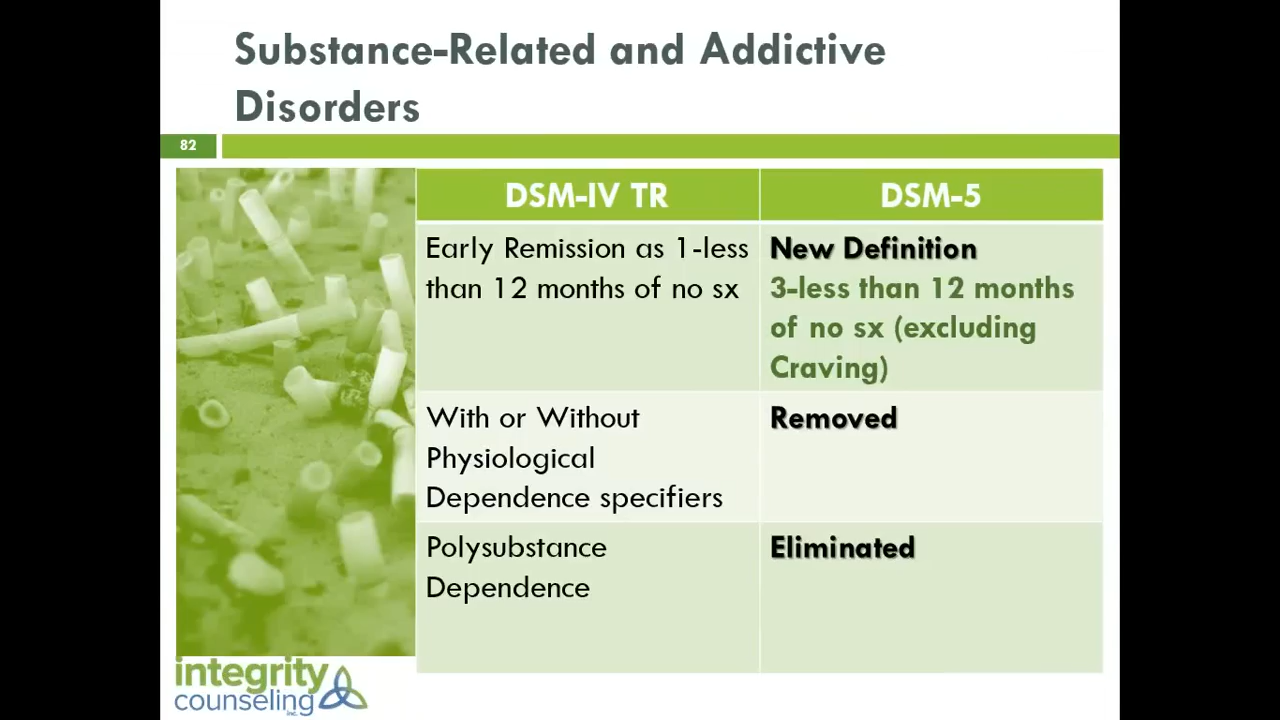 Substance-Related and Addictive
Disorders
82
DSM-IV TR
DSM-5
Early Remission as 1-less
than 12 months of no sx
New Definition
3-less than 12 months
of no sx (excluding
Craving)
With or Without
Physiological
Dependence specifiers
Removed
Polysubstance
Dependence
Eliminated
integrity
counseling
inc.